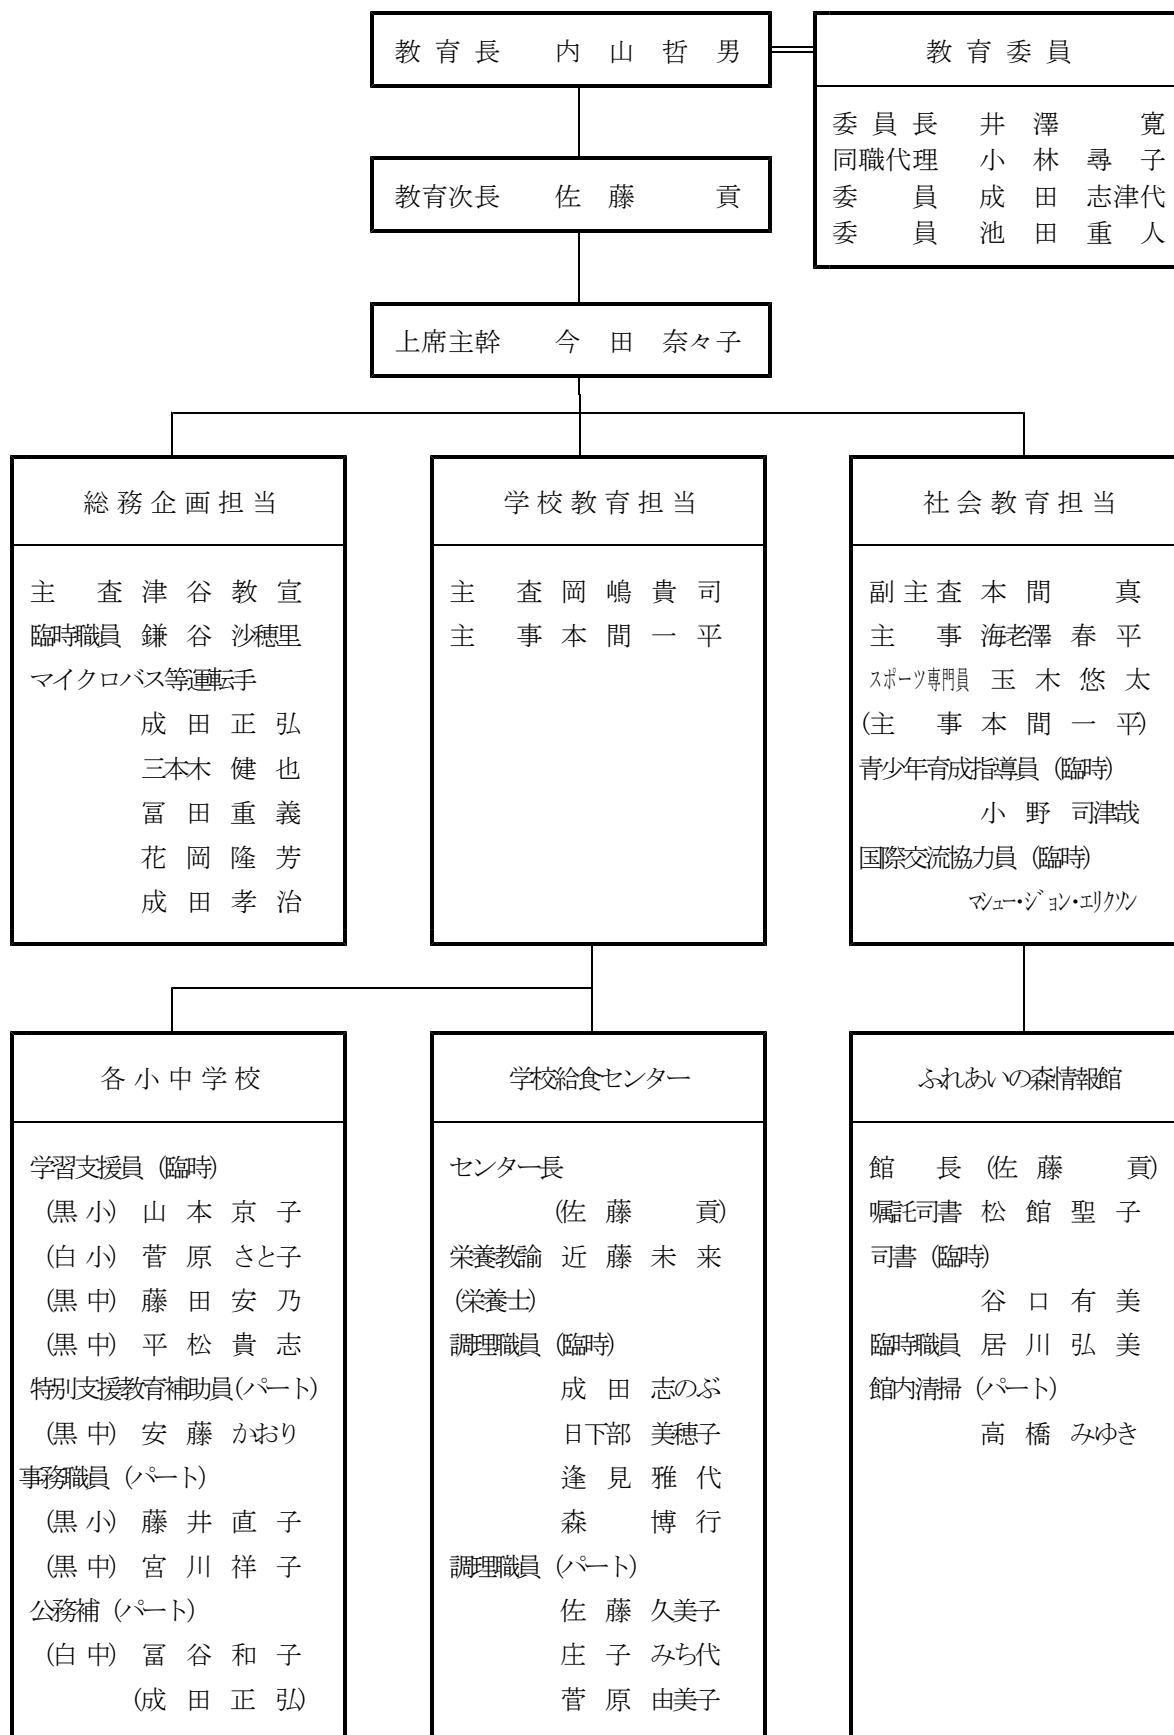 教育長 内山哲男
教育委員
委員長 井澤寛
同職代理 小林尋子
委員 成田志津代
委員 池田重人
教育次長 佐藤貢
上席主幹 今田奈々子
総務企画担当
主査 津谷教宣
臨時職員 鎌谷沙穂里
マイクロバス等運転手
成田正弘
三本木健也
冨田重義
花岡隆芳
成田孝治
学校教育担当
主査 岡嶋貴司
主事 本間一平
社会教育担当
副主査 本間真
主事 海老澤春平
スポーツ専門員 玉木悠太
(主事 本間一平)
青少年育成指導員 (臨時)
小野司津哉
国際交流協力員 (臨時)
マシュー・ジョン・エリクソン
各小中学校
学習支援員 (臨時)
(黒小) 山本京子
(白小) 菅原さと子
(黒中) 藤田安乃
(黒中) 平松貴志
特別支援教育補助員(パート)
(黒中) 安藤かおり
事務職員 (パート)
(黒小) 藤井直子
(黒中) 宮川祥子
公務補 (パート)
(白中) 冨谷和子
(成田正弘)
学校給食センター
センター長
(佐藤貢)
栄養教諭 近藤未来
(栄養士)
調理職員 (臨時)
成田志のぶ
日下部美穂子
逢見雅代
森博行
調理職員 (パート)
佐藤久美子
庄子みち代
菅原由美子
ふれあいの森情報館
館長 (佐藤貢)
嘱託司書 松舘聖子
司書 (臨時)
谷口有美
臨時職員 居川弘美
館内清掃 (パート)
高橋みゆき